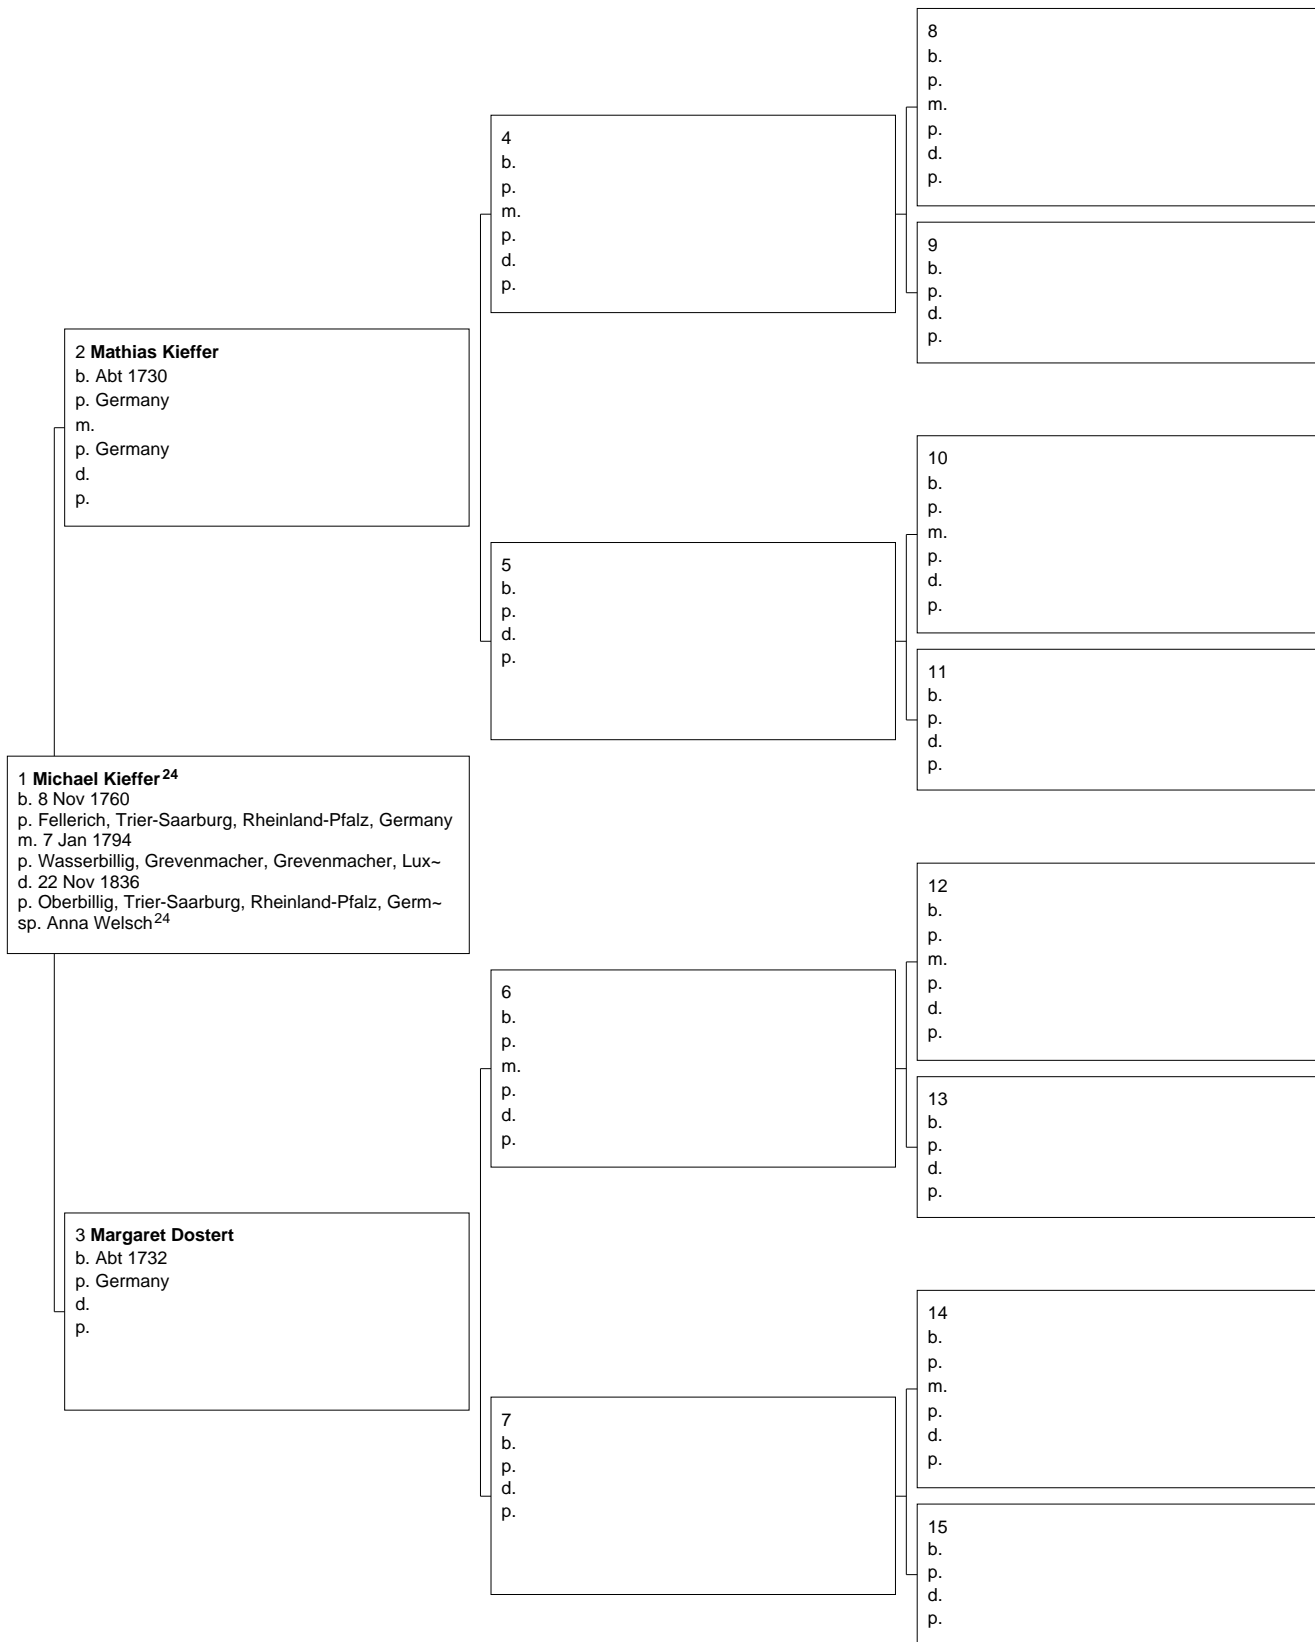 8
b.
p.
m.
p.
d.
p.
4
b.
p.
m.
p.
d.
p.
9
b.
p.
d.
p.
2 Mathias Kieffer
b. Abt 1730
p. Germany
m.
p. Germany
d.
p.
10
b.
p.
m.
p.
d.
p.
5
b.
p.
d.
p.
11
b.
p.
d.
p.
1 Michael Kieffer 24
b. 8 Nov 1760
p. Fellerich, Trier-Saarburg, Rheinland-Pfalz, Germany
m. 7 Jan 1794
p. Wasserbillig, Grevenmacher, Grevenmacher, Lux~
d. 22 Nov 1836
p. Oberbillig, Trier-Saarburg, Rheinland-Pfalz, Germ~
sp. Anna Welsch 24
12
b.
p.
m.
p.
d.
p.
6
b.
p.
m.
p.
d.
p.
13
b.
p.
d.
p.
3 Margaret Dostert
b. Abt 1732
p. Germany
d.
p.
14
b.
p.
m.
p.
d.
p.
7
b.
p.
d.
p.
15
b.
p.
d.
p.